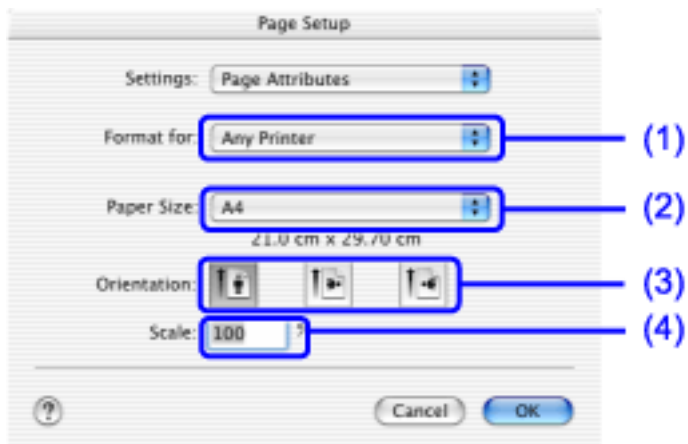 Page Setup
Settings: Page Attributes
Format for: Any Printer (1)
Paper Size: A4 (2)
21.0 cm x 29.70 cm
Orientation: (3)
Scale: 100 % (4)
? Cancel OK